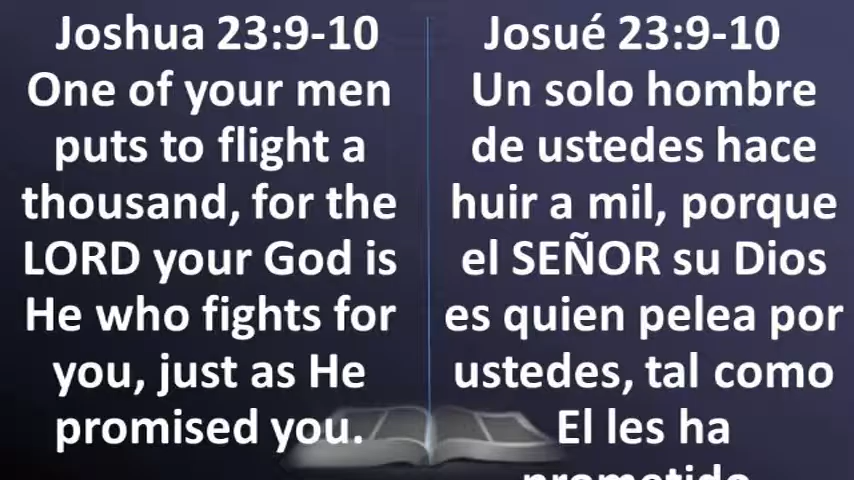 Joshua 23:9-10
One of your men
puts to flight a
thousand, for the
LORD your God is
He who fights for
you, just as He
promised you.
Josué 23:9-10
Un solo hombre
de ustedes hace
huir a mil, porque
el SEÑOR su Dios
es quien pelea por
ustedes, tal como
El les ha
prometido